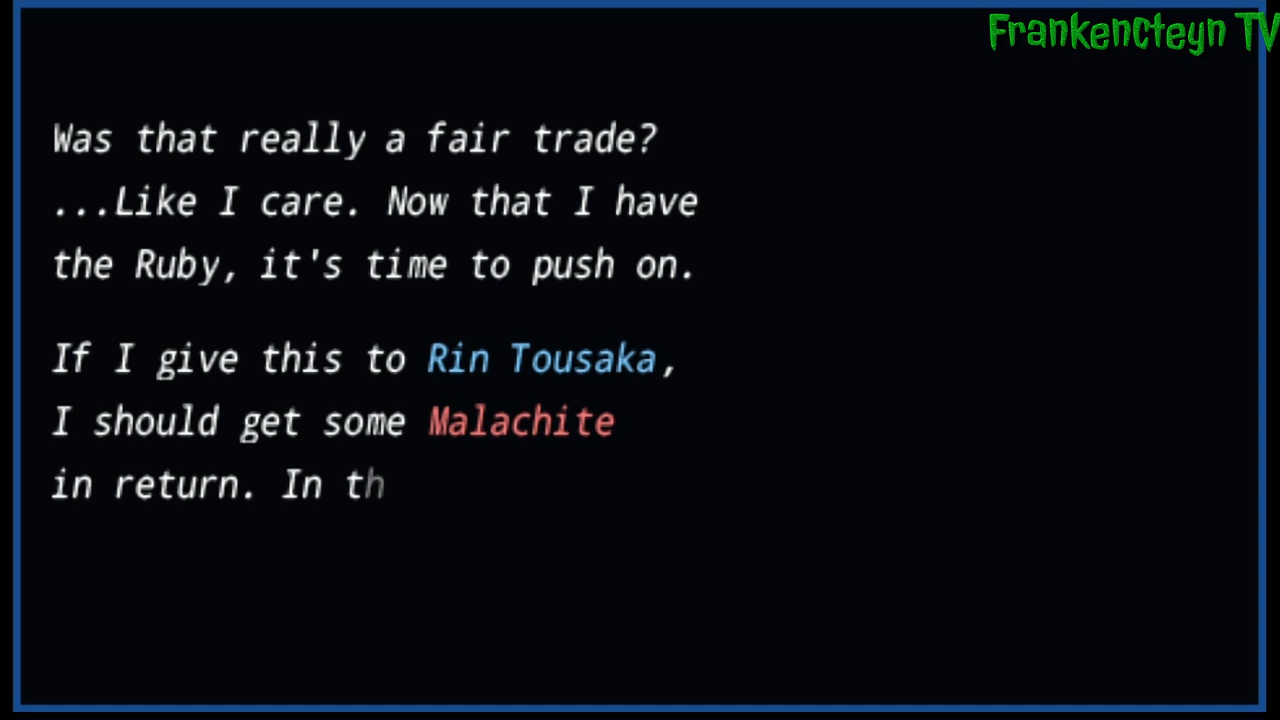 FrankenCteyn TV
Was that really a fair trade?
...Like I care. Now that I have
the Ruby, it's time to push on.
If I give this to Rin Tousaka,
I should get some Malachite
in return. In th